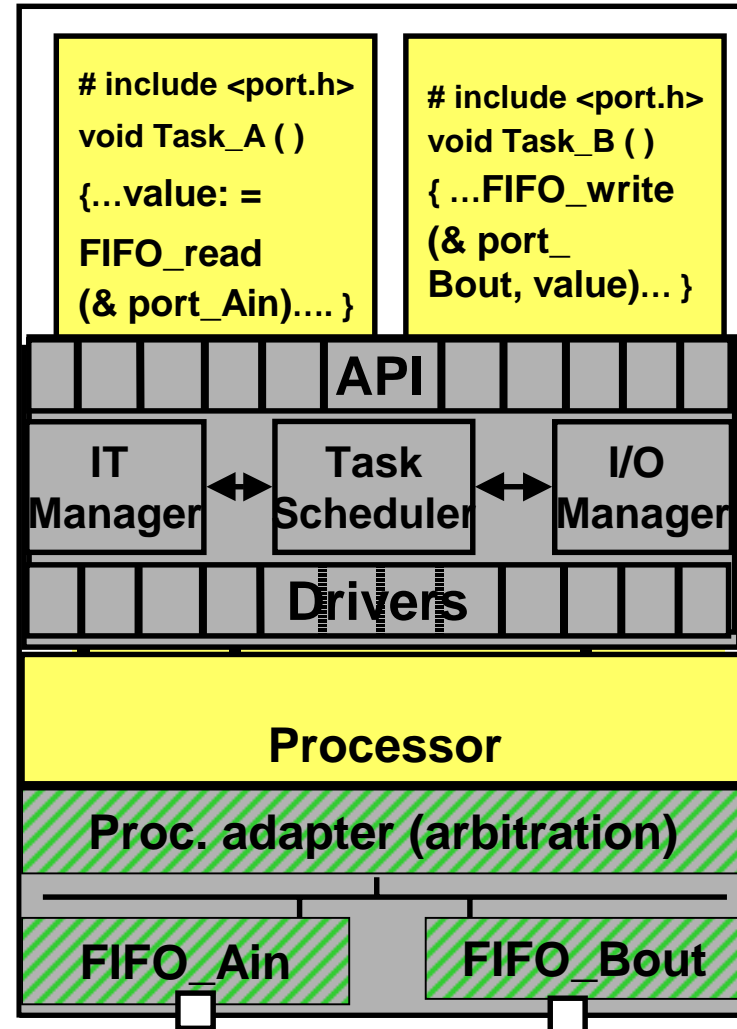 # include <port.h>
void Task_A ( )
{…value: =
FIFO_read
(& port_Ain)…. }
# include <port.h>
void Task_B ( )
{ …FIFO_write
(& port_
Bout, value)… }
API
IT
Manager
Task
Scheduler
I/O
Manager
Drivers
Processor
Proc. adapter (arbitration)
FIFO_Ain
FIFO_Bout